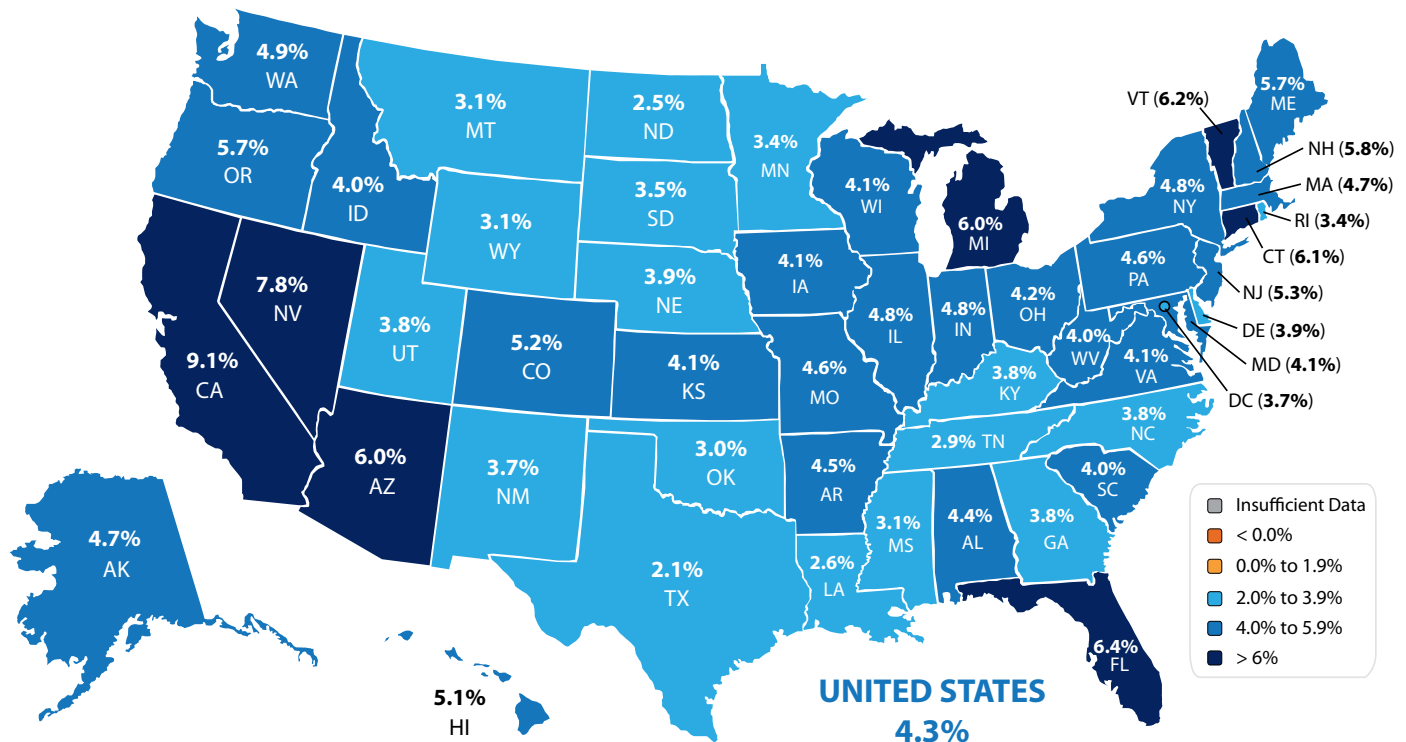 4.9%
WA
5.7%
OR
4.0%
ID
3.1%
MT
2.5%
ND
3.4%
MN
3.5%
SD
3.1%
WY
4.1%
WI
6.0%
MI
5.7%
ME
VT (6.2%)
NH (5.8%)
MA (4.7%)
RI (3.4%)
CT (6.1%)
NJ (5.3%)
DE (3.9%)
MD (4.1%)
DC (3.7%)
4.8%
NY
4.6%
PA
9.1%
CA
7.8%
NV
3.8%
UT
5.2%
CO
3.9%
NE
4.1%
IA
4.8%
IL
4.8%
IN
4.2%
OH
4.0%
WV
4.1%
VA
4.1%
KS
4.6%
MO
3.8%
KY
3.8%
NC
2.9% TN
6.0%
AZ
3.7%
NM
3.0%
OK
4.5%
AR
4.0%
SC
3.1%
MS
4.4%
AL
3.8%
GA
2.1%
TX
2.6%
LA
6.4%
FL
4.7%
AK
5.1%
HI
UNITED STATES
4.3%
Insufficient Data
< 0.0%
0.0% to 1.9%
2.0% to 3.9%
4.0% to 5.9%
> 6%